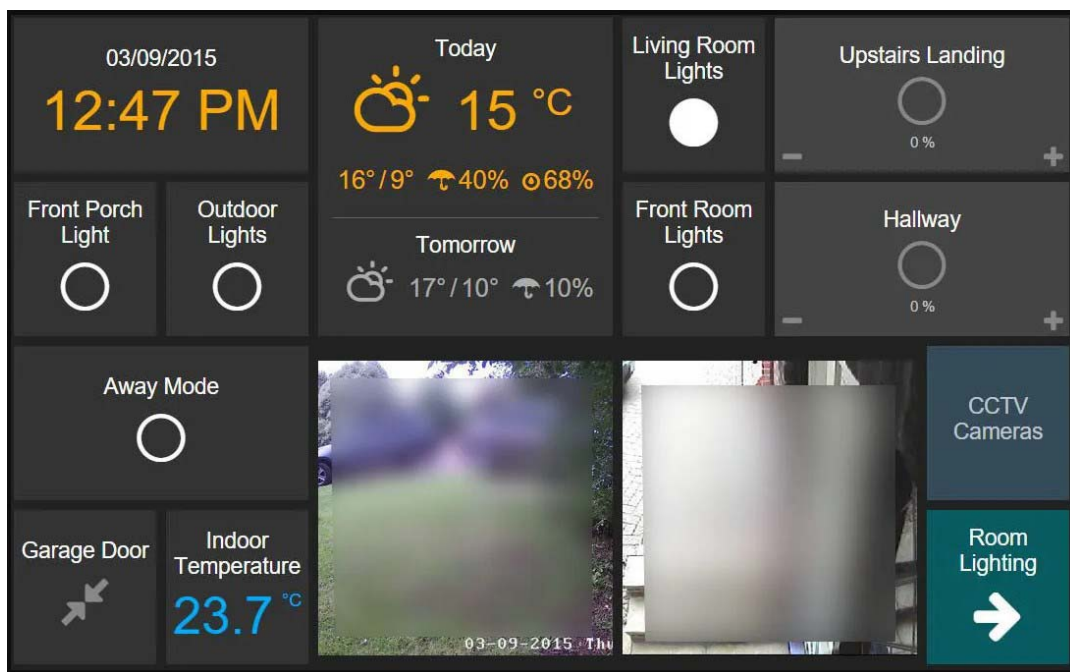 03/09/2015
12:47 PM
Today
15 °C
16°/9° 40% 68%
Tomorrow
17°/10° 10%
Living Room
Lights
Upstairs Landing
0 %
- +
Front Porch
Light
Outdoor
Lights
Front Room
Lights
Hallway
0 %
- +
Away Mode
CCTV
Cameras
Garage Door
Indoor
Temperature
23.7 °C
03-09-2015 Thu
Room
Lighting